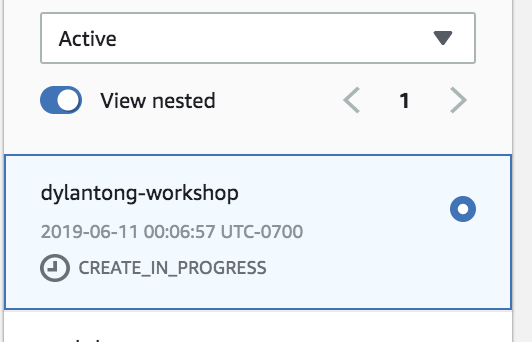 Active
View nested
1
dylantong-workshop
2019-06-11 00:06:57 UTC-0700
CREATE_IN_PROGRESS